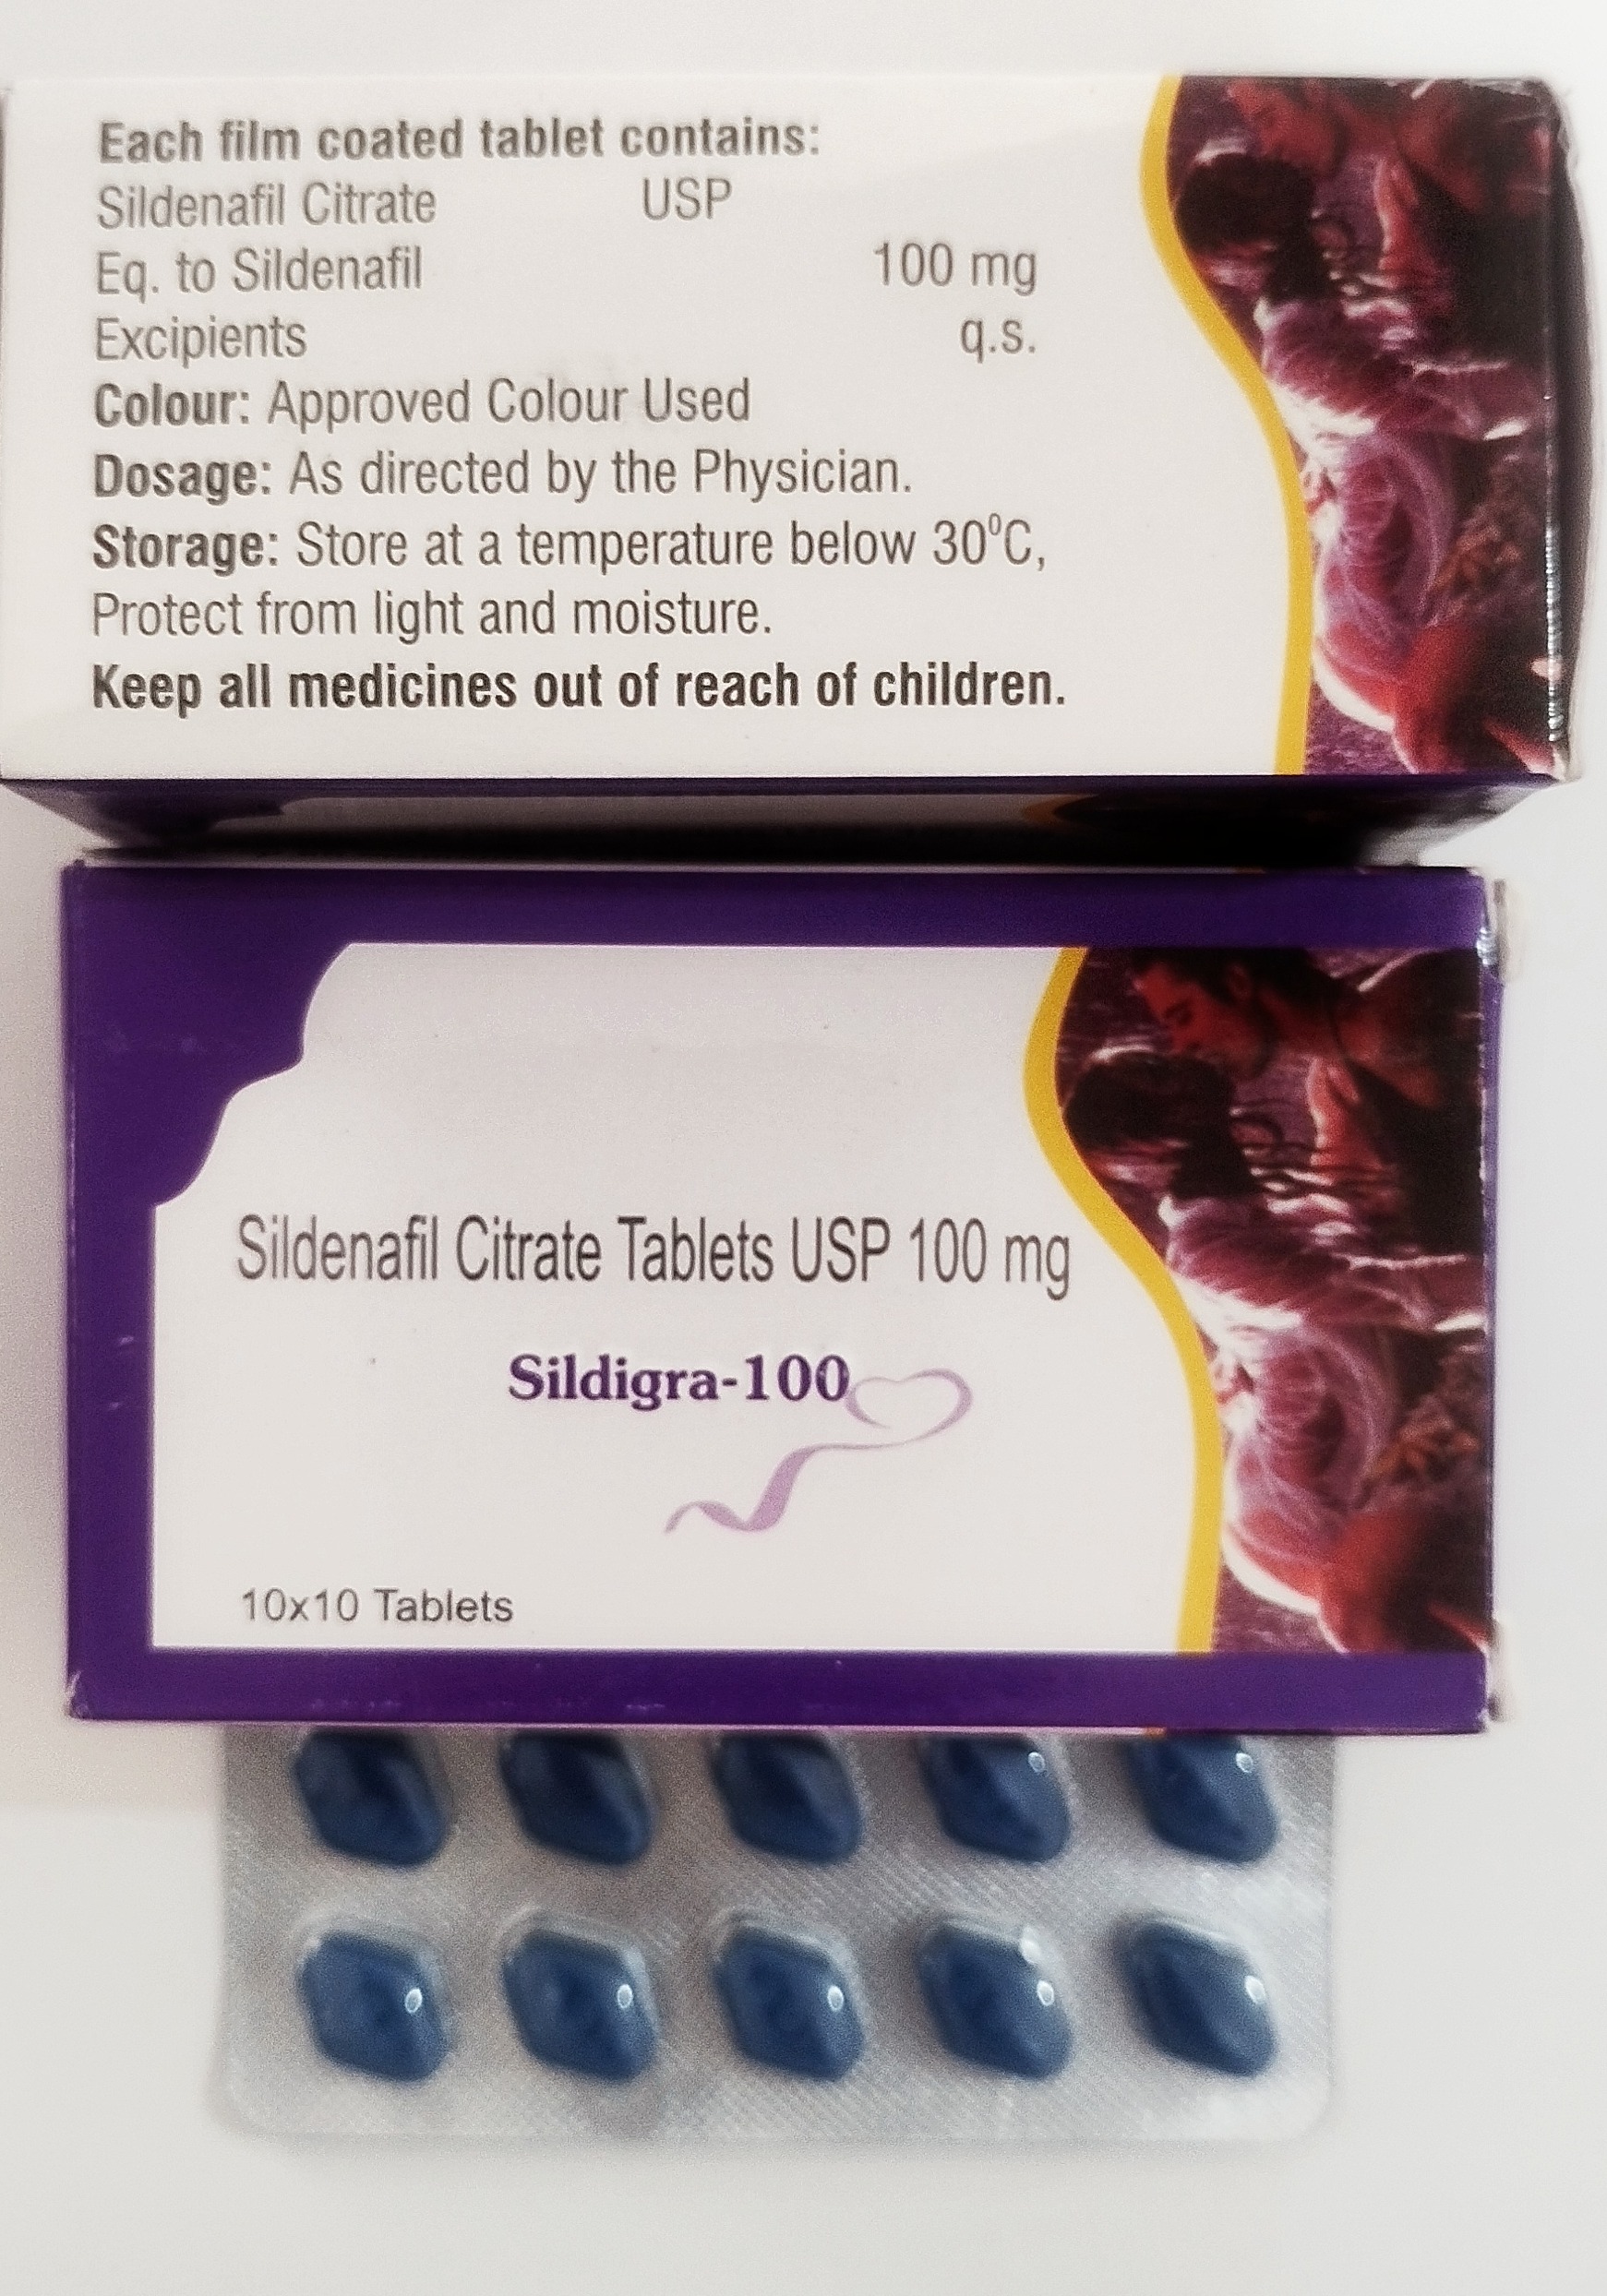 Each film coated tablet contains:
Sildenafil Citrate USP
Eq. to Sildenafil 100 mg
Excipients q.s.
Colour: Approved Colour Used
Dosage: As directed by the Physician.
Storage: Store at a temperature below 30⁰C,
Protect from light and moisture.
Keep all medicines out of reach of children.
Sildenafil Citrate Tablets USP 100 mg
Sildigra-100
10x10 Tablets